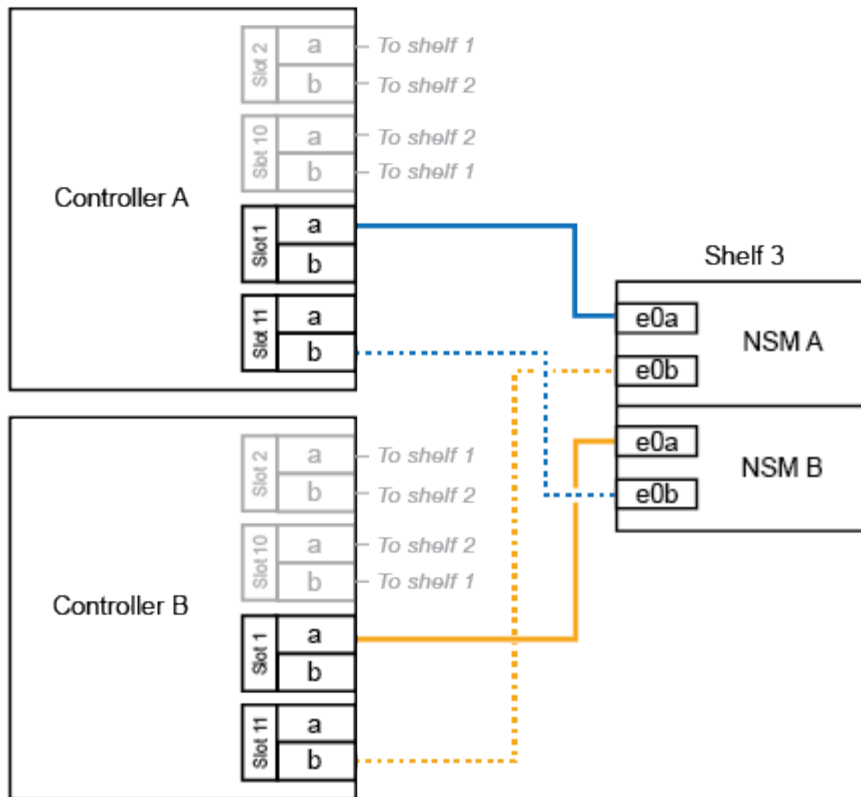 Controller A
Slot 2
a To shelf 1
b To shelf 2
Slot 10
a To shelf 2
b To shelf 1
Slot 1
a
b
Slot 11
a
b
Controller B
Slot 2
a To shelf 1
b To shelf 2
Slot 10
a To shelf 2
b To shelf 1
Slot 1
a
b
Slot 11
a
b
Shelf 3
e0a
NSM A
e0b
e0a
NSM B
e0b